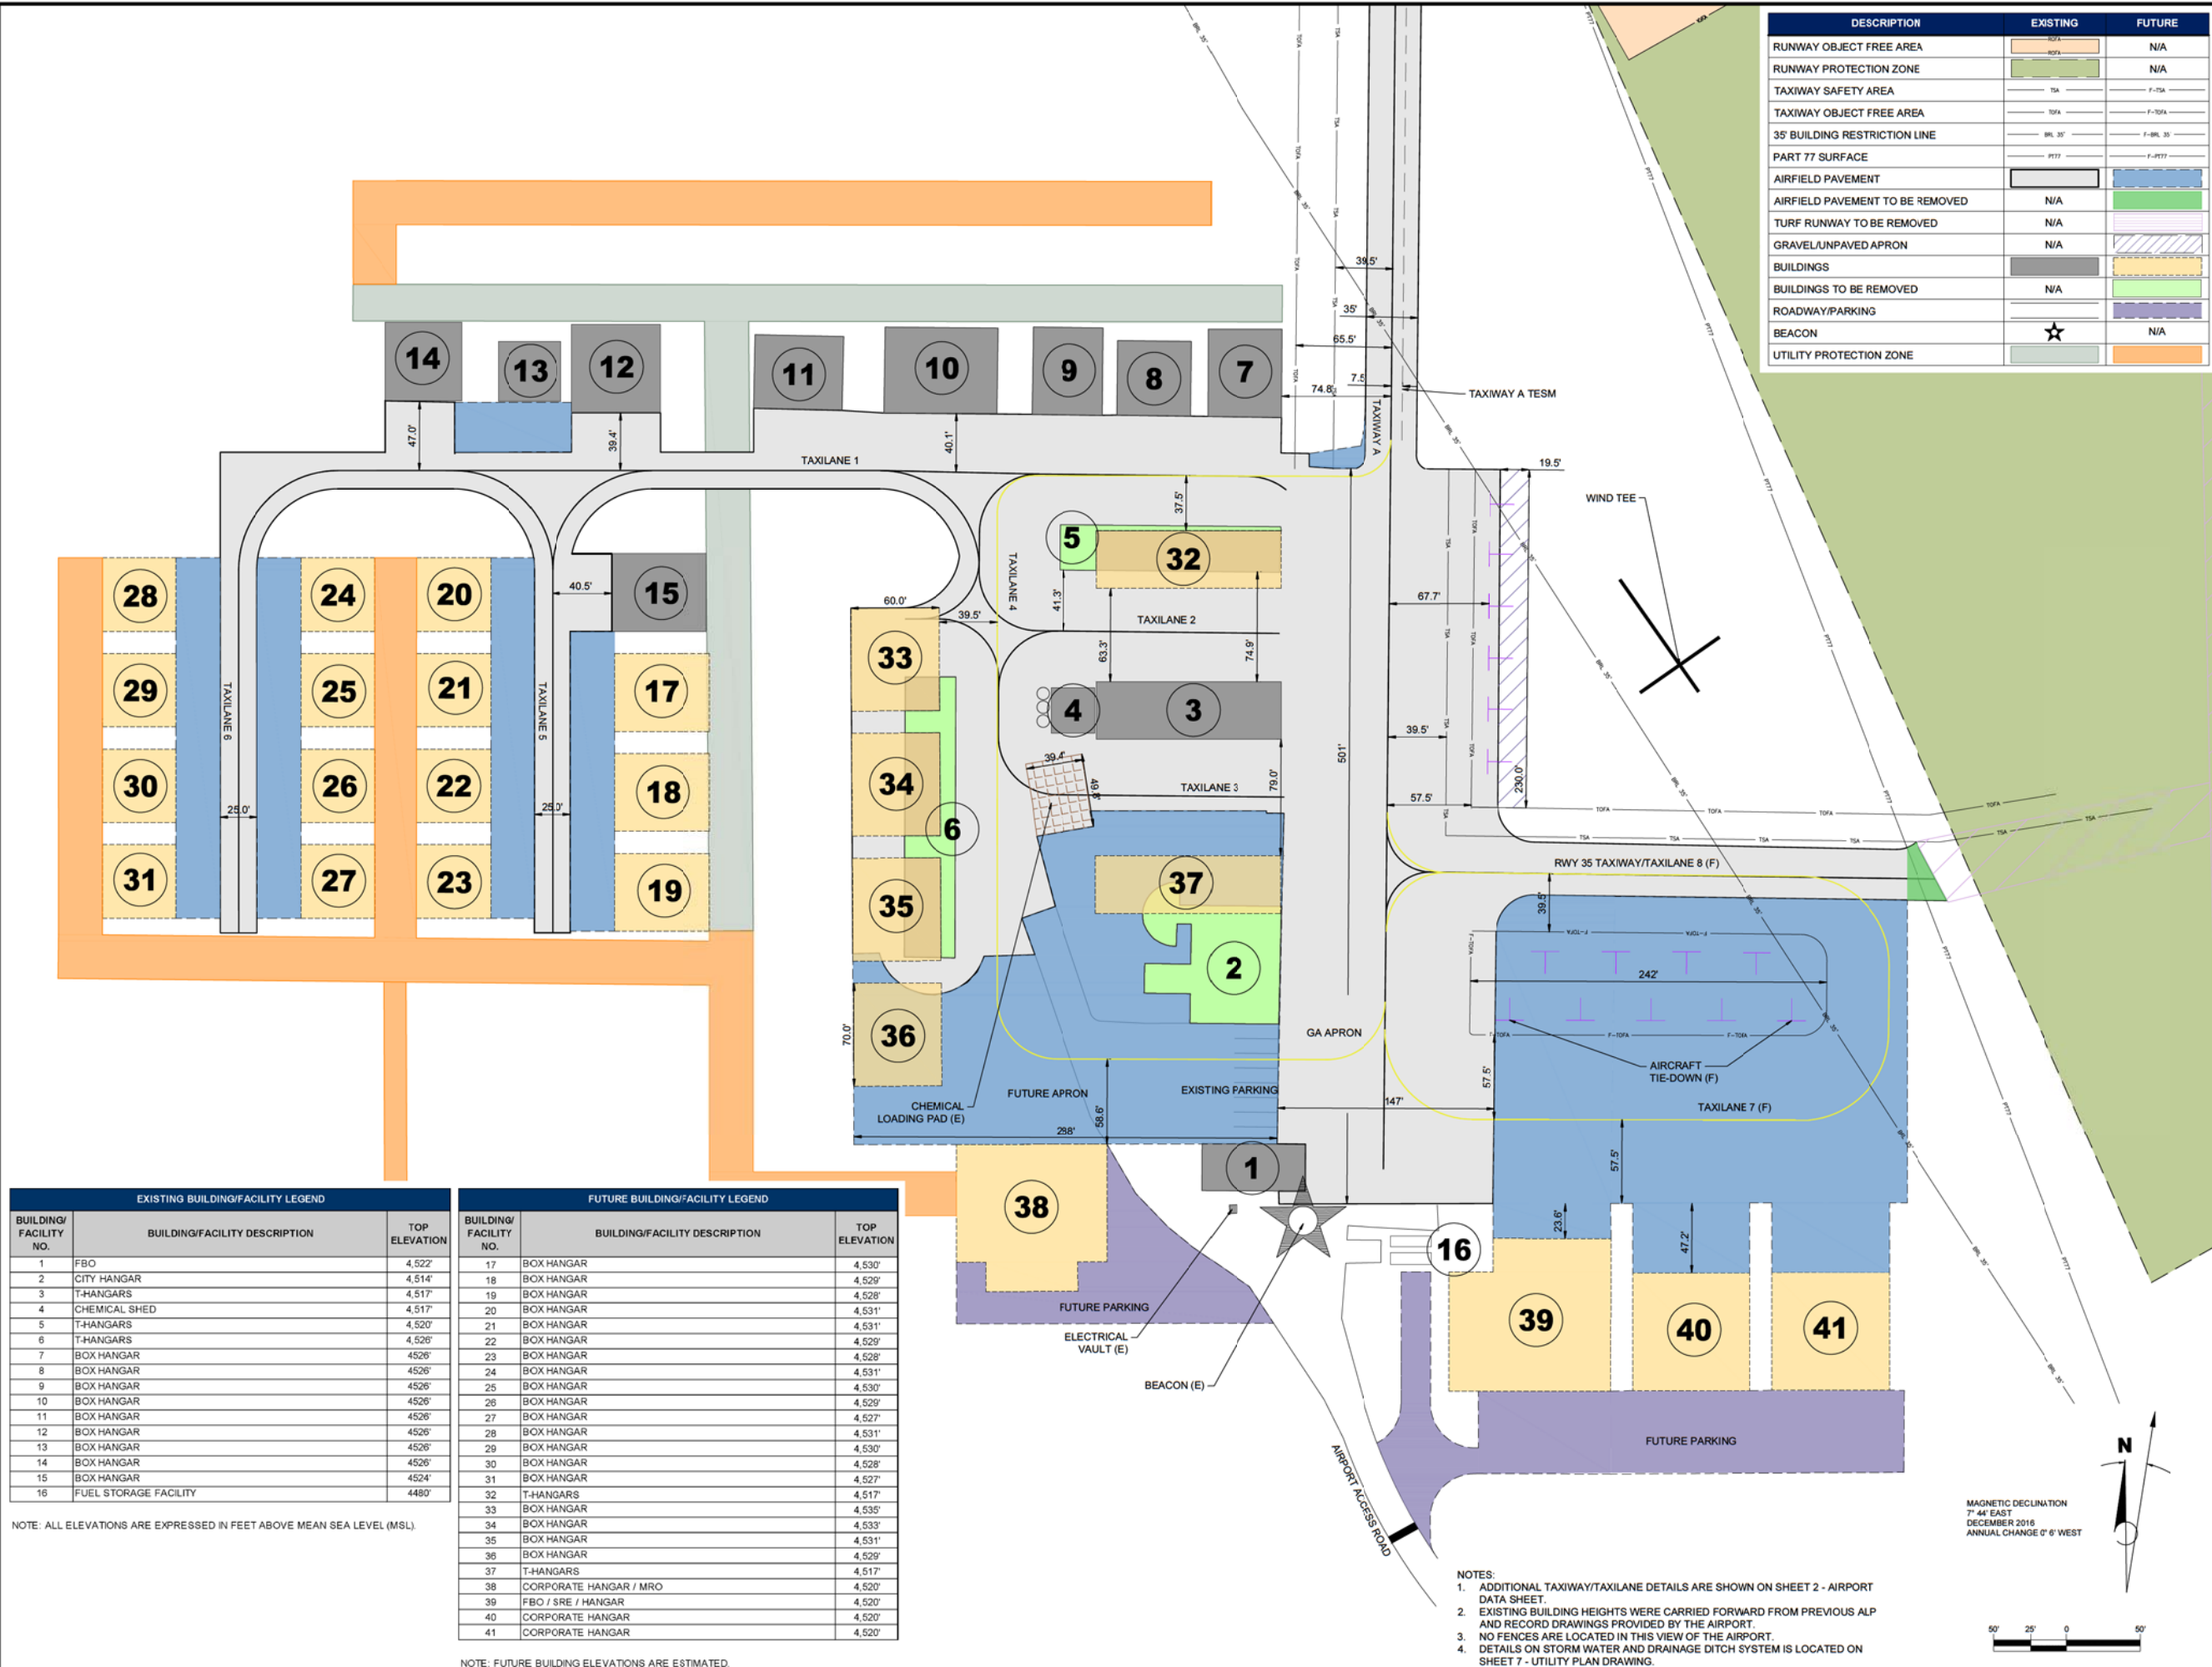 DESCRIPTION EXISTING FUTURE
RUNWAY OBJECT FREE AREA ROFA ROFA N/A
RUNWAY PROTECTION ZONE N/A
TAXIWAY SAFETY AREA TSA F-TSA
TAXIWAY OBJECT FREE AREA TOFA F-TOFA
35' BUILDING RESTRICTION LINE BRL 35' F-BRL 35'
PART 77 SURFACE PT77 F-PT77
AIRFIELD PAVEMENT
AIRFIELD PAVEMENT TO BE REMOVED N/A
TURF RUNWAY TO BE REMOVED N/A
GRAVEL/UNPAVED APRON N/A
BUILDINGS
BUILDINGS TO BE REMOVED N/A
ROADWAY/PARKING
BEACON N/A
UTILITY PROTECTION ZONE
BRL 35'
TOFA
TSA
PT77
39.5'
35'
65.5'
7.5'
74.8'
TAXIWAY A
TAXIWAY A TESM
14
13
12
11
10
9
8
7
47.0'
39.4'
40.1'
TAXILANE 1
19.5'
WIND TEE
37.5'
5
32
TAXILANE 4
41.3'
TAXILANE 2
63.3'
74.9'
67.7'
28
24
20
40.5'
15
60.0'
39.5'
33
29
25
21
17
TAXILANE 6
TAXILANE 5
4
3
39.5'
501'
30
26
22
18
34
39.4'
49.8'
TAXILANE 3
79.0'
57.5'
230.0'
25.0'
25.0'
6
TOFA
TSA
RWY 35 TAXIWAY/TAXILANE 8 (F)
31
27
23
19
35
37
39.5'
2
F-TOFA
242'
36
70.0'
GA APRON
AIRCRAFT
TIE-DOWN (F)
57.5'
FUTURE APRON
EXISTING PARKING
CHEMICAL
LOADING PAD (E)
58.6'
147'
TAXILANE 7 (F)
288'
57.5'
1
38
23.6'
47.2'
16
39
40
41
FUTURE PARKING
ELECTRICAL
VAULT (E)
BEACON (E)
FUTURE PARKING
AIRPORT ACCESS ROAD
EXISTING BUILDING/FACILITY LEGEND
BUILDING/
FACILITY
NO. BUILDING/FACILITY DESCRIPTION TOP
ELEVATION
1 FBO 4,522'
2 CITY HANGAR 4,514'
3 T-HANGARS 4,517'
4 CHEMICAL SHED 4,517'
5 T-HANGARS 4,520'
6 T-HANGARS 4,526'
7 BOX HANGAR 4526'
8 BOX HANGAR 4526'
9 BOX HANGAR 4526'
10 BOX HANGAR 4526'
11 BOX HANGAR 4526'
12 BOX HANGAR 4526'
13 BOX HANGAR 4526'
14 BOX HANGAR 4526'
15 BOX HANGAR 4524'
16 FUEL STORAGE FACILITY 4480'
NOTE: ALL ELEVATIONS ARE EXPRESSED IN FEET ABOVE MEAN SEA LEVEL (MSL).
FUTURE BUILDING/FACILITY LEGEND
BUILDING/
FACILITY
NO. BUILDING/FACILITY DESCRIPTION TOP
ELEVATION
17 BOX HANGAR 4,530'
18 BOX HANGAR 4,529'
19 BOX HANGAR 4,528'
20 BOX HANGAR 4,531'
21 BOX HANGAR 4,531'
22 BOX HANGAR 4,529'
23 BOX HANGAR 4,528'
24 BOX HANGAR 4,531'
25 BOX HANGAR 4,530'
26 BOX HANGAR 4,529'
27 BOX HANGAR 4,527'
28 BOX HANGAR 4,531'
29 BOX HANGAR 4,530'
30 BOX HANGAR 4,528'
31 BOX HANGAR 4,527'
32 T-HANGARS 4,517'
33 BOX HANGAR 4,535'
34 BOX HANGAR 4,533'
35 BOX HANGAR 4,531'
36 BOX HANGAR 4,529'
37 T-HANGARS 4,517'
38 CORPORATE HANGAR / MRO 4,520'
39 FBO / SRE / HANGAR 4,520'
40 CORPORATE HANGAR 4,520'
41 CORPORATE HANGAR 4,520'
NOTE: FUTURE BUILDING ELEVATIONS ARE ESTIMATED.
NOTES:
1. ADDITIONAL TAXIWAY/TAXILANE DETAILS ARE SHOWN ON SHEET 2 - AIRPORT
DATA SHEET.
2. EXISTING BUILDING HEIGHTS WERE CARRIED FORWARD FROM PREVIOUS ALP
AND RECORD DRAWINGS PROVIDED BY THE AIRPORT.
3. NO FENCES ARE LOCATED IN THIS VIEW OF THE AIRPORT.
4. DETAILS ON STORM WATER AND DRAINAGE DITCH SYSTEM IS LOCATED ON
SHEET 7 - UTILITY PLAN DRAWING.
N
MAGNETIC DECLINATION
7° 44' EAST
DECEMBER 2016
ANNUAL CHANGE 0° 6' WEST
50' 25' 0 50'